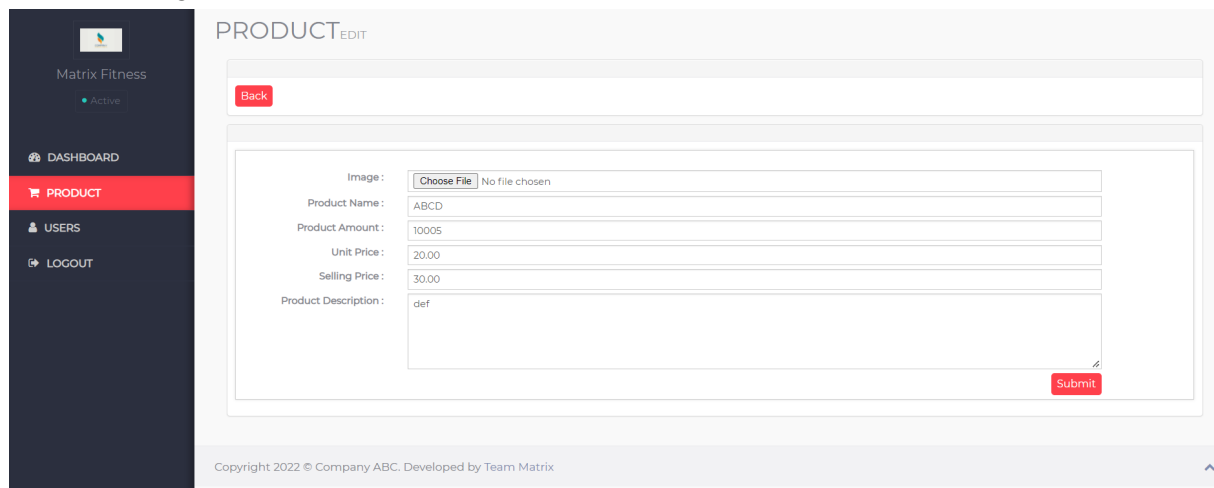 Matrix Fitness
Active
DASHBOARD
PRODUCT
USERS
LOGOUT
PRODUCT EDIT
Back
Image : Choose File No file chosen
Product Name : ABCD
Product Amount : 10005
Unit Price : 20.00
Selling Price : 30.00
Product Description : def
Submit
Copyright 2022 © Company ABC. Developed by Team Matrix